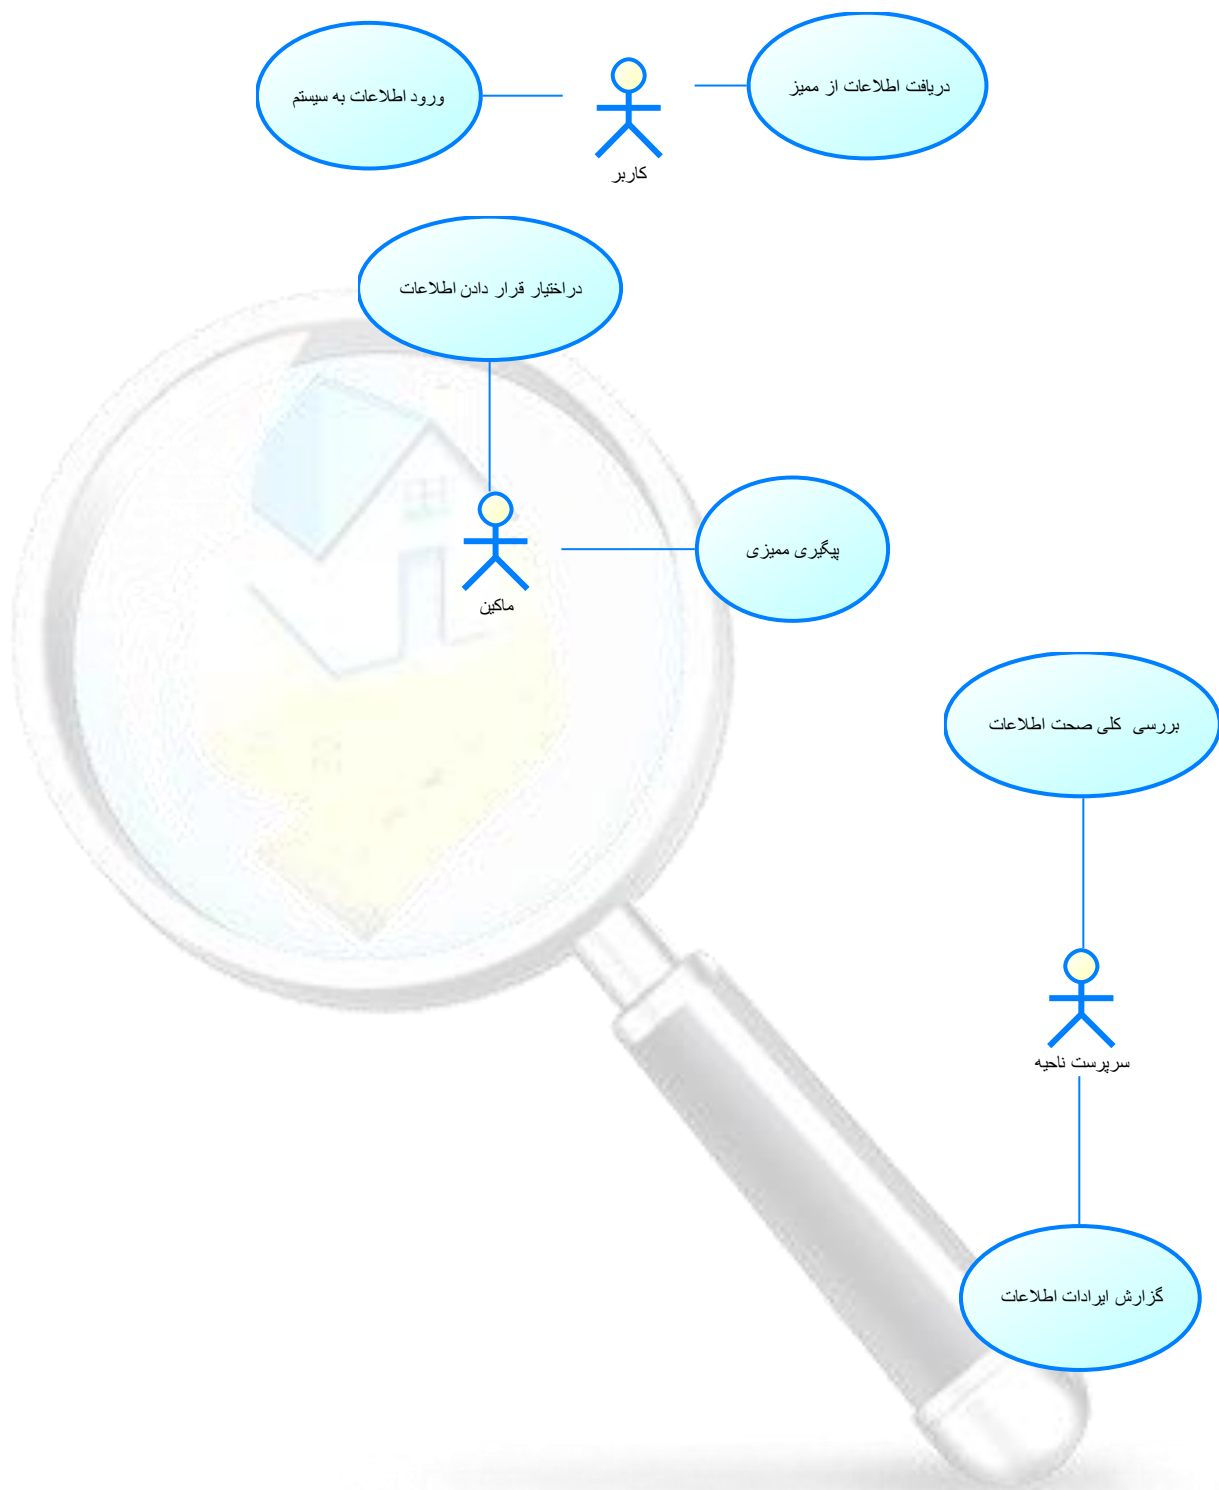 دریافت اطلاعات از ممیز
ورود اطلاعات به سیستم
کاربر
دراختیار قرار دادن اطلاعات
پیگیری ممیزی
ماکین
بررسی کلی صحت اطلاعات
سرپرست ناحیه
گزارش ایرادات اطلاعات